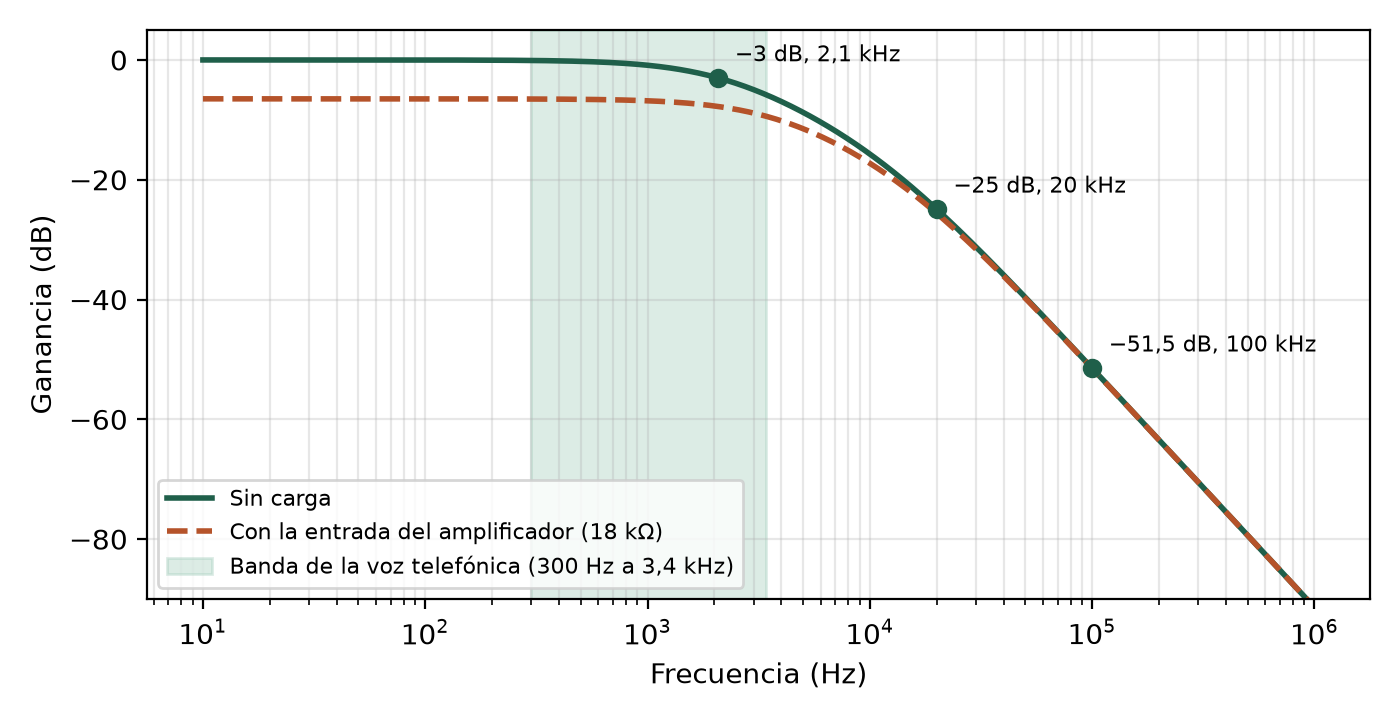 −3 dB, 2,1 kHz
−25 dB, 20 kHz
−51,5 dB, 100 kHz
Ganancia (dB)
0
−20
−40
−60
−80
Sin carga
Con la entrada del amplificador (18 kΩ)
Banda de la voz telefónica (300 Hz a 3,4 kHz)
10¹ 10² 10³ 10⁴ 10⁵ 10⁶
Frecuencia (Hz)